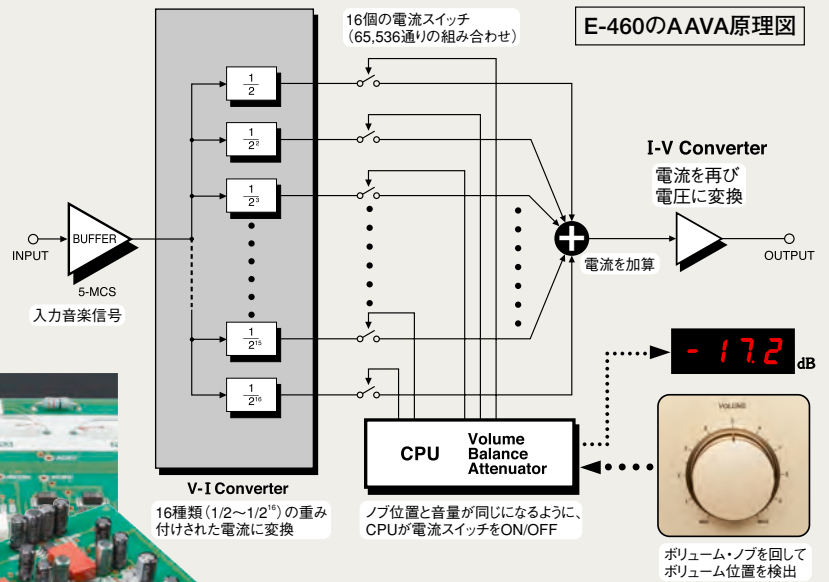 E-460のAAVA原理図
16個の電流スイッチ
（65,536通りの組み合わせ）
1/2
1/2²
1/2³
1/2¹⁵
1/2¹⁶
INPUT
BUFFER
5-MCS
入力音楽信号
I-V Converter
電流を再び
電圧に変換
電流を加算
OUTPUT
- 17.2 dB
CPU
Volume
Balance
Attenuator
VOLUME
V-I Converter
16種類（1/2〜1/2¹⁶）の重み
付けされた電流に変換
ノブ位置と音量が同じになるように、
CPUが電流スイッチをON/OFF
ボリューム・ノブを回して
ボリューム位置を検出